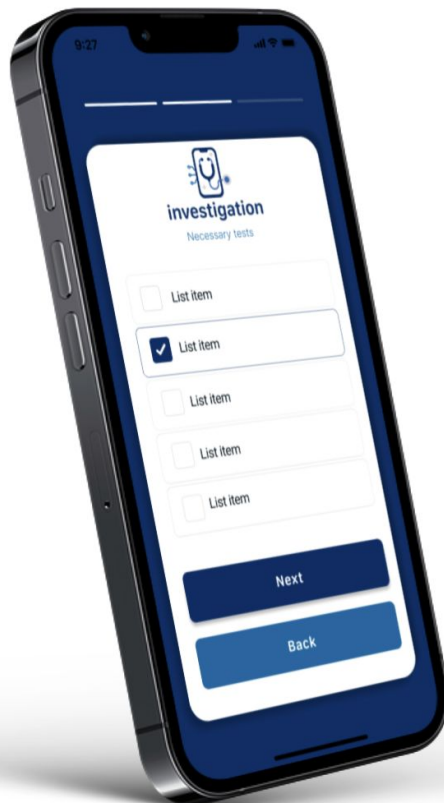 9:27
investigation
Necessary tests
List item
List item
List item
List item
List item
Next
Back